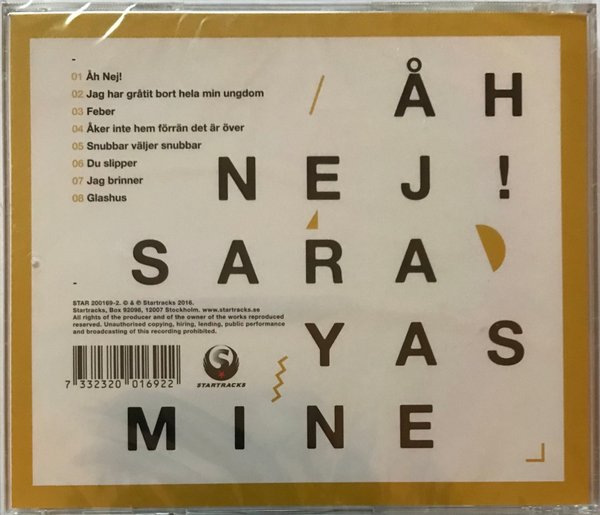 01 Åh Nej!
02 Jag har gråtit bort hela min ungdom
03 Feber
04 Åker inte hem förrän det är över
05 Snubbar väljer snubbar
06 Du slipper
07 Jag brinner
08 Glashus
ÅH
NEJ!
SARA
YAS
MINE
STAR 200169-2. © & ℗ Startracks 2016.
Startracks, Box 92098, 12007 Stockholm. www.startracks.se
All rights of the producer and of the owner of the works reproduced
reserved. Unauthorised copying, hiring, lending, public performance
and broadcasting of this recording prohibited.
7 332320 016922
STARTRACKS